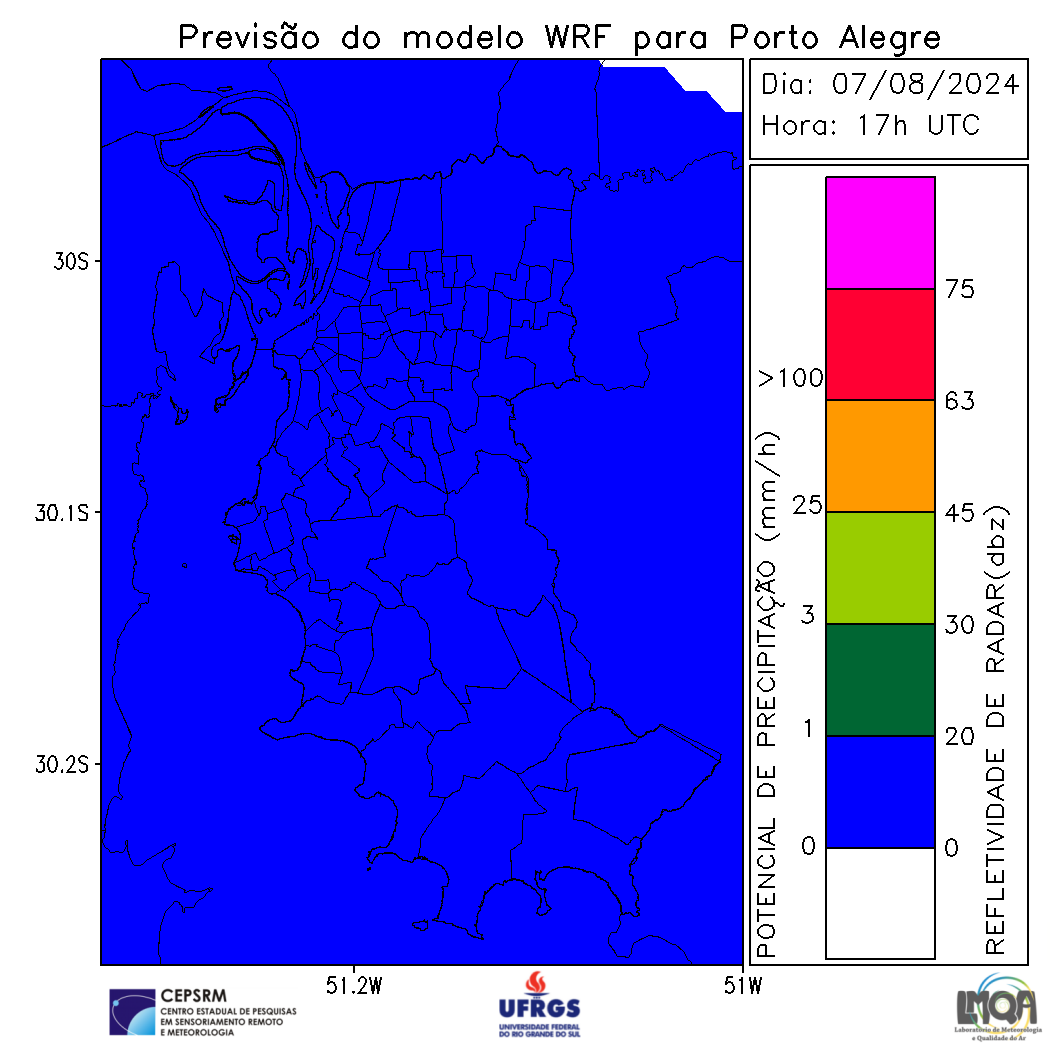 Previsão do modelo WRF para Porto Alegre
Dia: 07/08/2024
Hora: 17h UTC
30S
30.1S
30.2S
51.2W
51W
75
>100
63
25
45
3
30
1
20
0
0
POTENCIAL DE PRECIPITAÇÃO (mm/h)
REFLETIVIDADE DE RADAR(dbz)
CEPSRM
CENTRO ESTADUAL DE PESQUISAS
EM SENSORIAMENTO REMOTO
E METEOROLOGIA
UFRGS
UNIVERSIDADE FEDERAL
DO RIO GRANDE DO SUL
LMQA
Laboratório de Meteorologia
e Qualidade do Ar